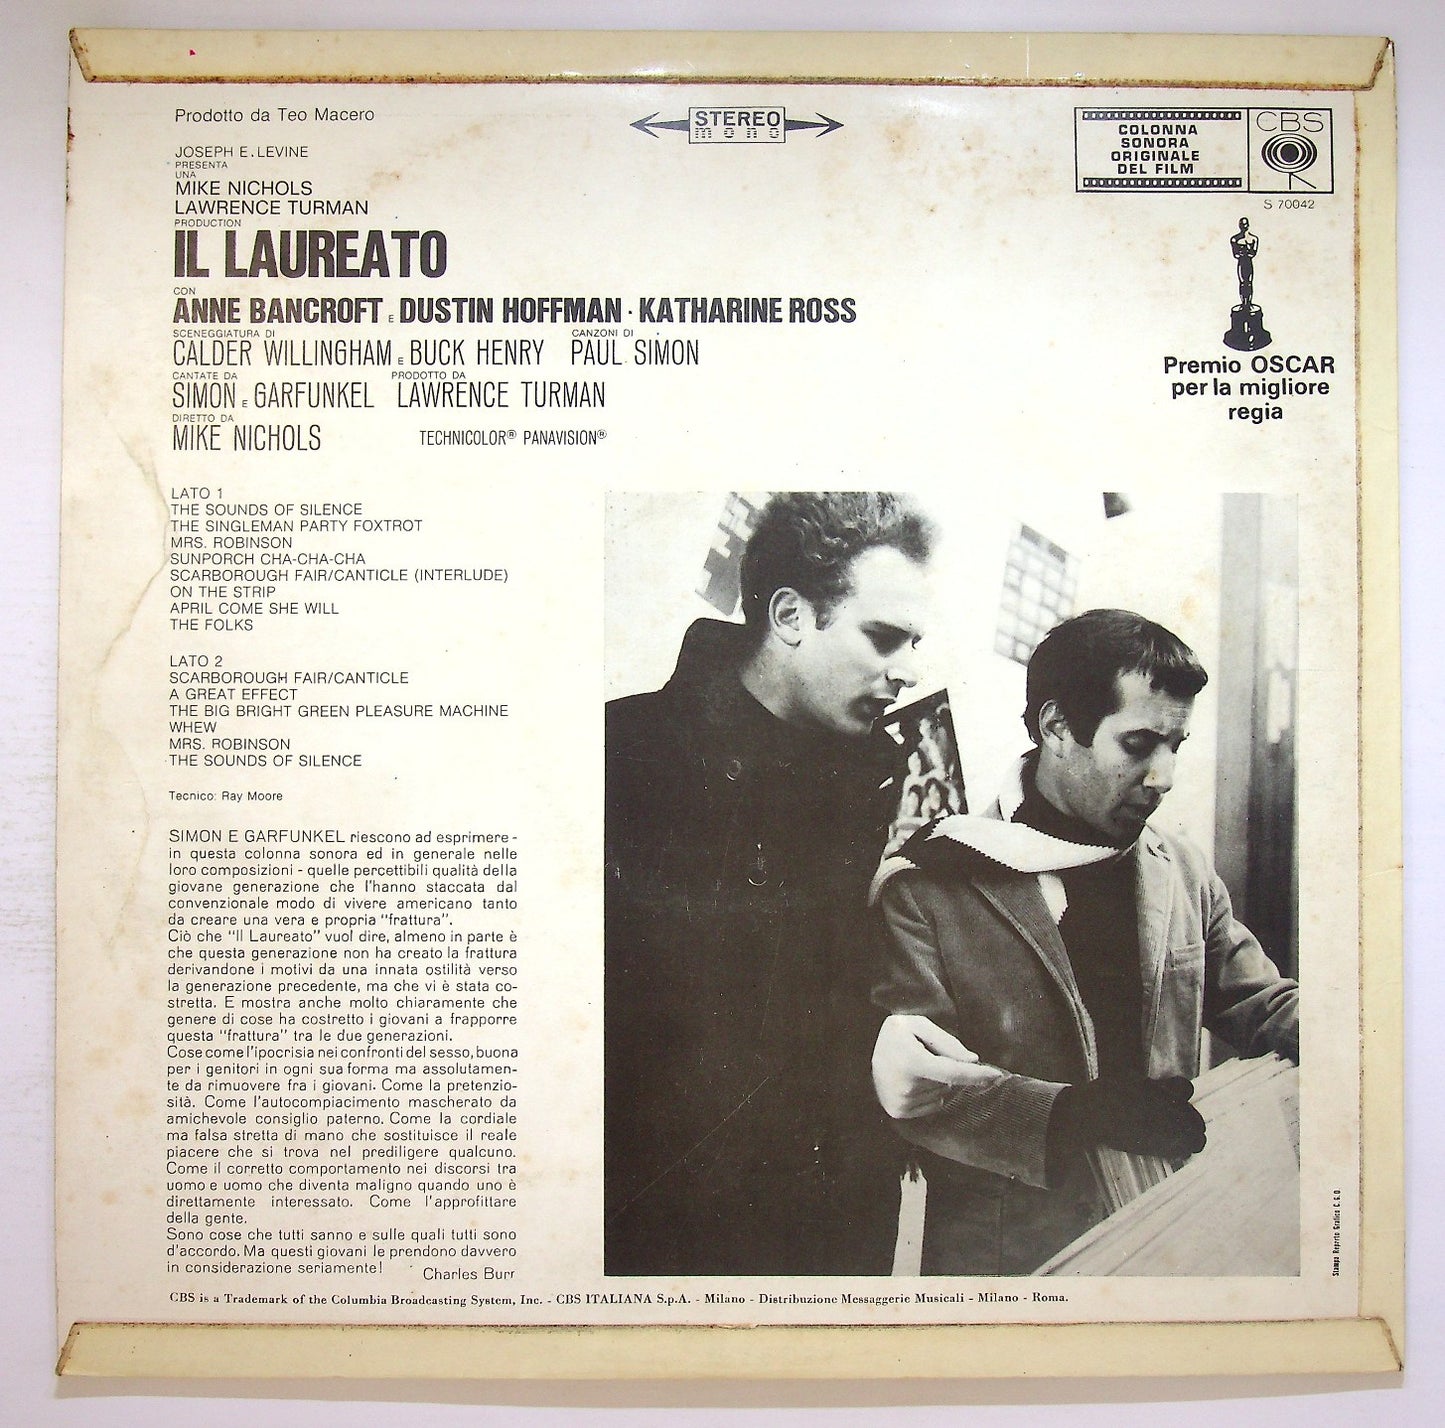 Prodotto da Teo Macero
STEREO
mono
COLONNA
SONORA
ORIGINALE
DEL FILM
CBS
S 70042
JOSEPH E. LEVINE
PRESENTA
UNA
MIKE NICHOLS
LAWRENCE TURMAN
PRODUCTION
IL LAUREATO
CON
ANNE BANCROFT E DUSTIN HOFFMAN · KATHARINE ROSS
SCENEGGIATURA DI CANZONI DI
CALDER WILLINGHAM E BUCK HENRY PAUL SIMON
CANTATE DA PRODOTTO DA
SIMON E GARFUNKEL LAWRENCE TURMAN
DIRETTO DA
MIKE NICHOLS TECHNICOLOR® PANAVISION®
Premio OSCAR
per la migliore
regia
LATO 1
THE SOUNDS OF SILENCE
THE SINGLEMAN PARTY FOXTROT
MRS. ROBINSON
SUNPORCH CHA-CHA-CHA
SCARBOROUGH FAIR/CANTICLE (INTERLUDE)
ON THE STRIP
APRIL COME SHE WILL
THE FOLKS
LATO 2
SCARBOROUGH FAIR/CANTICLE
A GREAT EFFECT
THE BIG BRIGHT GREEN PLEASURE MACHINE
WHEW
MRS. ROBINSON
THE SOUNDS OF SILENCE
Tecnico: Ray Moore
SIMON E GARFUNKEL riescono ad esprimere -
in questa colonna sonora ed in generale nelle
loro composizioni - quelle percettibili qualità della
giovane generazione che l'hanno staccata dal
convenzionale modo di vivere americano tanto
da creare una vera e propria "frattura".
Ciò che "Il Laureato" vuol dire, almeno in parte è
che questa generazione non ha creato la frattura
derivandone i motivi da una innata ostilità verso
la generazione precedente, ma che vi è stata co-
stretta. E mostra anche molto chiaramente che
genere di cose ha costretto i giovani a frapporre
questa "frattura" tra le due generazioni.
Cose come l'ipocrisia nei confronti del sesso, buona
per i genitori in ogni sua forma ma assolutamen-
te da rimuovere fra i giovani. Come la pretenzio-
sità. Come l'autocompiacimento mascherato da
amichevole consiglio paterno. Come la cordiale
ma falsa stretta di mano che sostituisce il reale
piacere che si trova nel prediligere qualcuno.
Come il corretto comportamento nei discorsi tra
uomo e uomo che diventa maligno quando uno è
direttamente interessato. Come l'approfittare
della gente.
Sono cose che tutti sanno e sulle quali tutti sono
d'accordo. Ma questi giovani le prendono davvero
in considerazione seriamente!
Charles Burr
Stampa Reparto Grafico C.G.D.
CBS is a Trademark of the Columbia Broadcasting System, Inc. - CBS ITALIANA S.p.A. - Milano - Distribuzione Messaggerie Musicali - Milano - Roma.